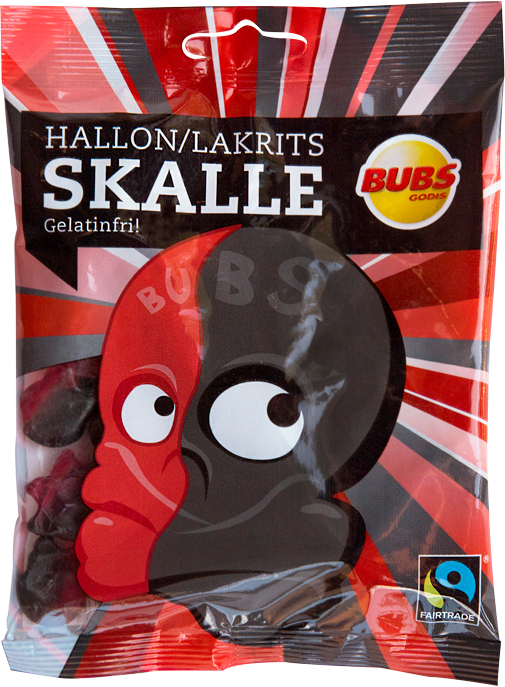 HALLON/LAKRITS
SKALLE
Gelatinfri!
BUBS
GODIS
BUBS
FAIRTRADE
®